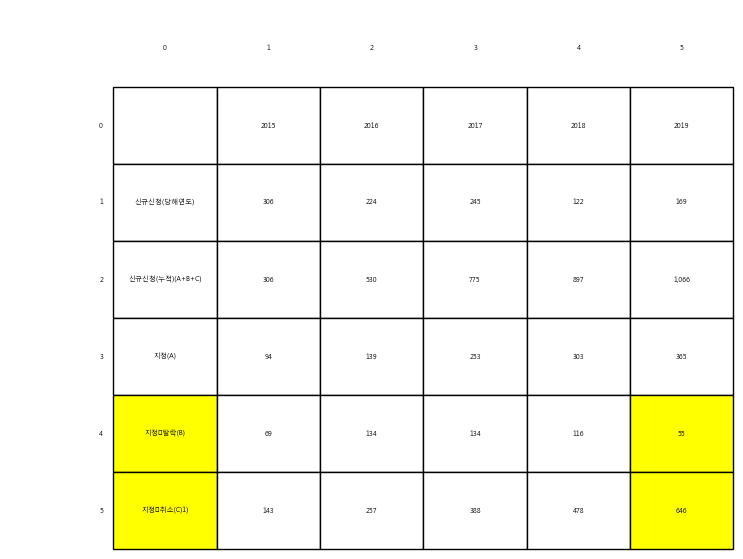 0 1 2 3 4 5
0 2015 2016 2017 2018 2019
1 신규신청(당해연도) 306 224 245 122 169
2 신규신청(누적)(A+B+C) 306 530 775 897 1,066
3 지정(A) 94 139 253 303 365
4 지정▯탈락(B) 69 134 134 116 55
5 지정▯취소(C)1) 143 257 388 478 646